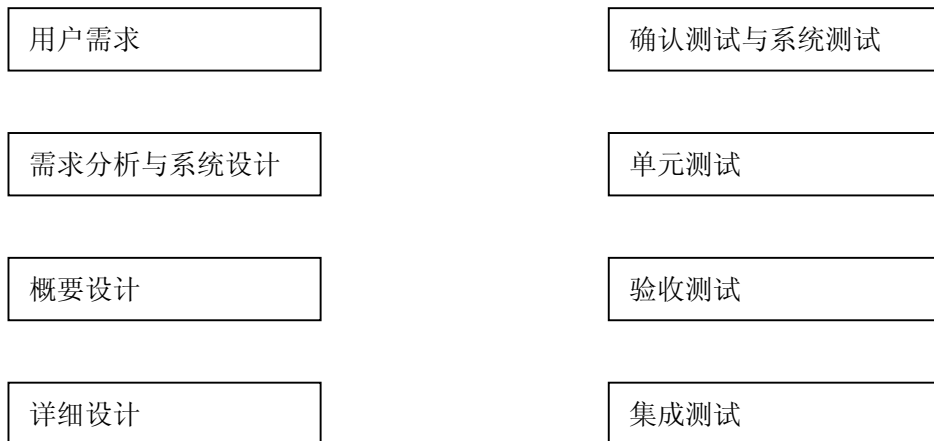 用户需求
确认测试与系统测试
需求分析与系统设计
单元测试
概要设计
验收测试
详细设计
集成测试